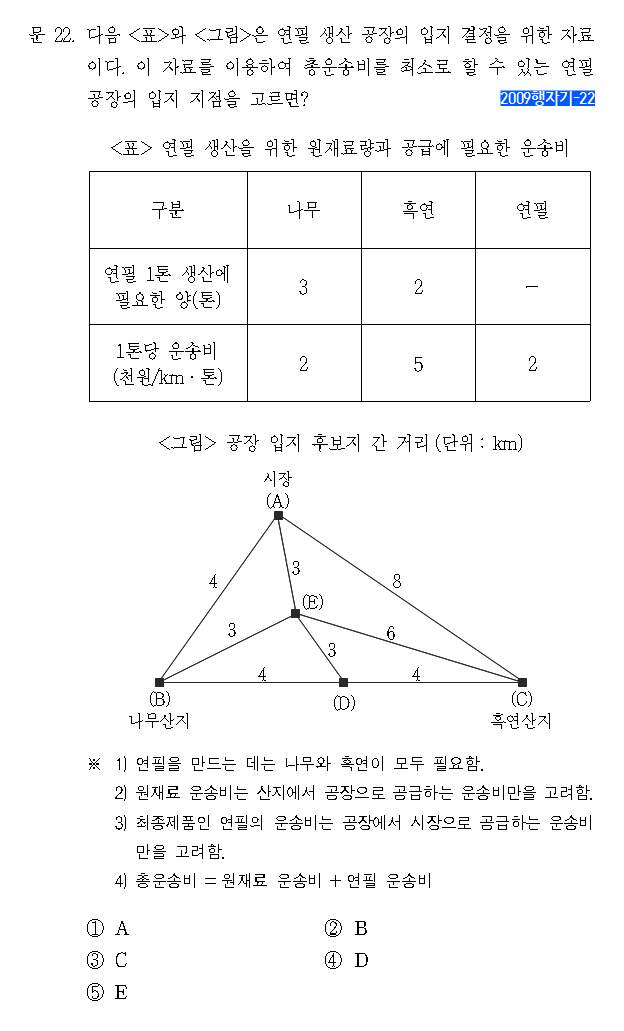 문 22. 다음 <표>와 <그림>은 연필 생산 공장의 입지 결정을 위한 자료
이다. 이 자료를 이용하여 총운송비를 최소로 할 수 있는 연필
공장의 입지 지점을 고르면?
2009행자기-22
<표> 연필 생산을 위한 원재료량과 공급에 필요한 운송비
구분 나무 흑연 연필
연필 1톤 생산에
필요한 양(톤) 3 2 -
1톤당 운송비
(천원/km·톤) 2 5 2
<그림> 공장 입지 후보지 간 거리(단위: km)
시장
(A)
3
4 8
(E)
3 6
3
4 4
(B) (D) (C)
나무산지 흑연산지
※ 1) 연필을 만드는 데는 나무와 흑연이 모두 필요함.
2) 원재료 운송비는 산지에서 공장으로 공급하는 운송비만을 고려함.
3) 최종제품인 연필의 운송비는 공장에서 시장으로 공급하는 운송비
만을 고려함.
4) 총운송비 = 원재료 운송비 + 연필 운송비
① A ② B
③ C ④ D
⑤ E